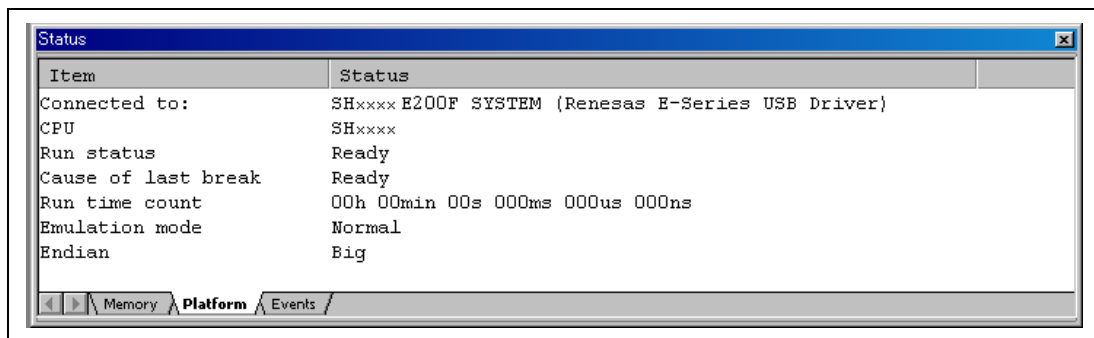 Status
Item Status
Connected to: SHxxxx E200F SYSTEM (Renesas E-Series USB Driver)
CPU SHxxxx
Run status Ready
Cause of last break Ready
Run time count 00h 00min 00s 000ms 000us 000ns
Emulation mode Normal
Endian Big
Memory Platform Events